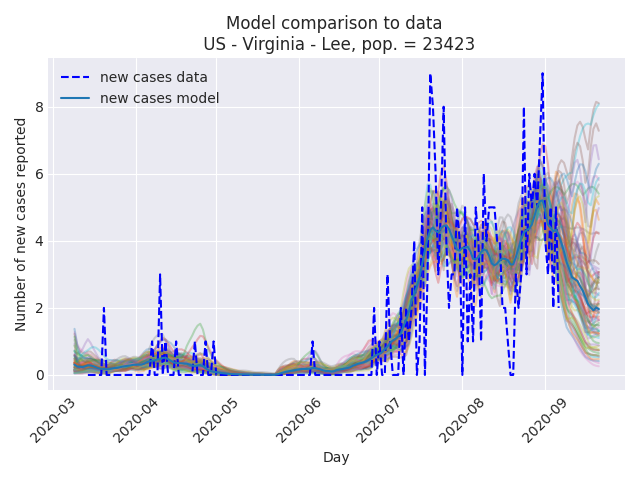 Model comparison to data
US - Virginia - Lee, pop. = 23423
new cases data
new cases model
Number of new cases reported
8
6
4
2
0
2020-03
2020-04
2020-05
2020-06
2020-07
2020-08
2020-09
Day